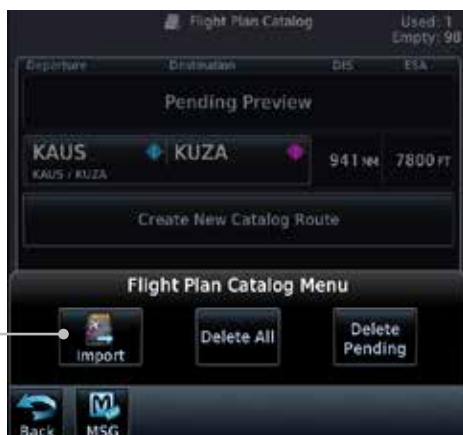 Flight Plan Catalog
Used: 1
Empty: 98
Departure Destination DIS ESA
Pending Preview
KAUS KUZA 941 NM 7800 FT
KAUS / KUZA
Create New Catalog Route
Flight Plan Catalog Menu
Import Delete All Delete Pending
Back MSG